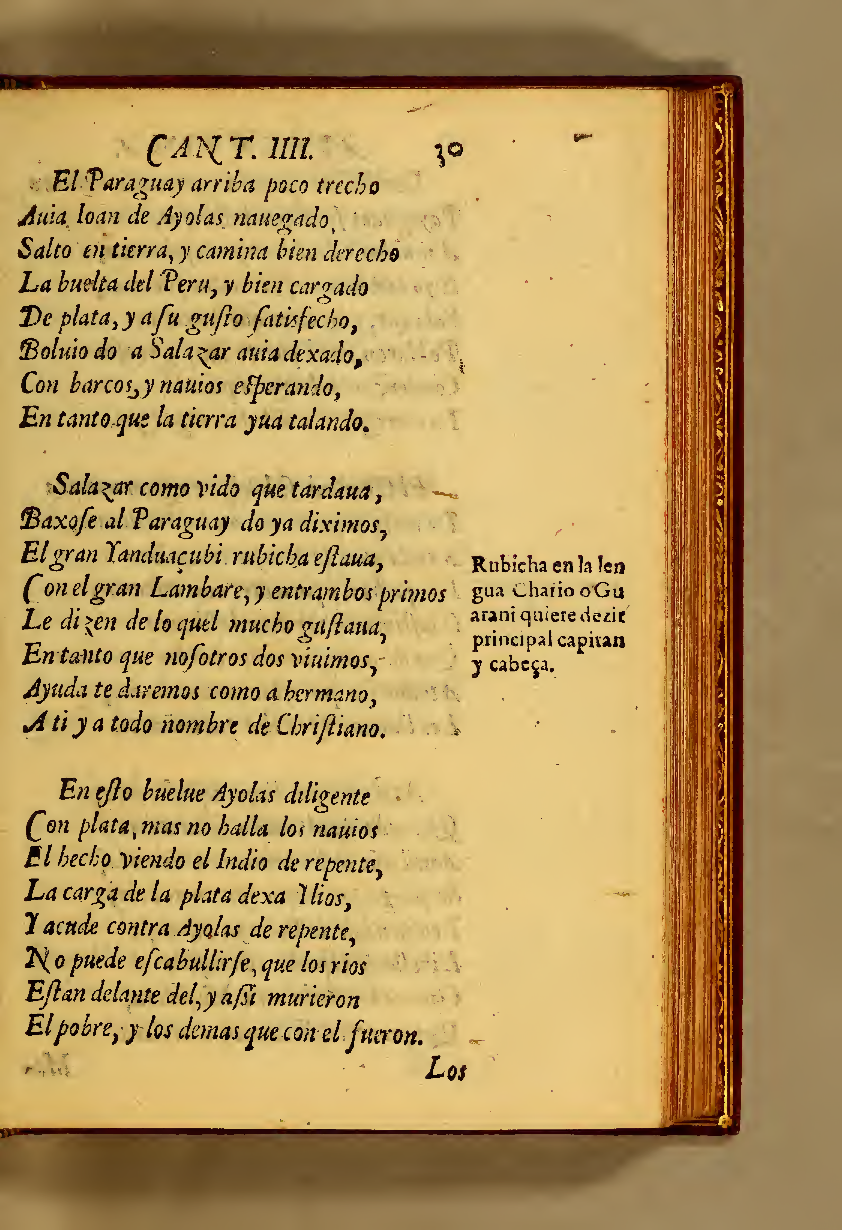 CANT. IIII. 30
El Paraguay arriba poco trecho
Auia Ioan de Ayolas nauegado,
Salto en tierra, y camina bien derecho
La buelta del Peru, y bien cargado
De plata, y a ſu guſto ſatisfecho,
Boluio do a Salazar auia dexado,
Con barcos, y nauios eſperando,
En tanto que la tierra yua talando.
Salazar como vido que tardaua,
Baxoſe al Paraguay do ya diximos,
El gran Yanduaçubi rubicha eſtaua,
Con el gran Lambare, y entrambos primos
Le dizen de lo quel mucho guſtaua,
En tanto que noſotros dos viuimos,
Ayuda te daremos como a hermano,
A ti y a todo nombre de Chriſtiano.
Rubicha en la len
gua Chario o Gu
arani quiere dezir
principal capitan
y cabeça.
En eſto buelue Ayolas diligente
Con plata, mas no halla los nauios
El hecho viendo el Indio de repente,
La carga de la plata dexa Ilios,
Y acude contra Ayolas de repente,
No puede eſcabullirſe, que los rios
Eſtan delante del, y aſsi murieron
El pobre, y los demas que con el fueron.
Los